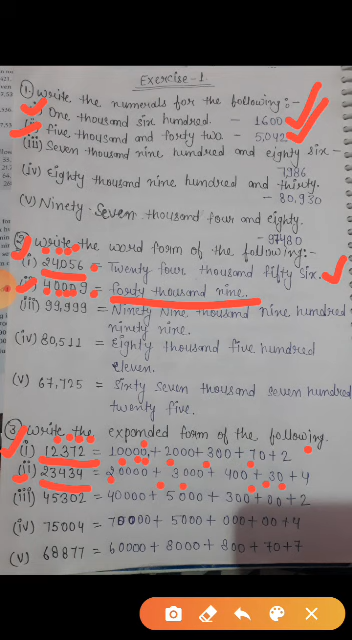 Exercise-1.
① Write the numerals for the following:-
(i) One thousand six hundred. - 1600
(ii) five thousand and forty two - 5,042
(iii) Seven thousand nine hundred and eighty six -
7,986
(iv) Eighty thousand nine hundred and thirty.
- 80,930
(v) Ninety Seven thousand four and eighty.
- 97480
② Write the word form of the following:-
(i) 24,056 = Twenty four thousand fifty six.
(ii) 40009 = forty thousand nine.
(iii) 99,999 = Ninety Nine thousand nine hundred
ninety nine.
(iv) 80,511 = Eighty thousand five hundred
eleven.
(v) 67,725 = Sixty seven thousand seven hundred
twenty five.
③ Write the exponded form of the following.
(i) 12,372 = 10000 + 2000 + 300 + 70 + 2
(ii) 23434 = 20000 + 3000 + 400 + 30 + 4
(iii) 45302 = 40000 + 5000 + 300 + 00 + 2
(iv) 75004 = 70000 + 5000 + 000 + 00 + 4
(v) 68877 = 60000 + 8000 + 800 + 70 + 7